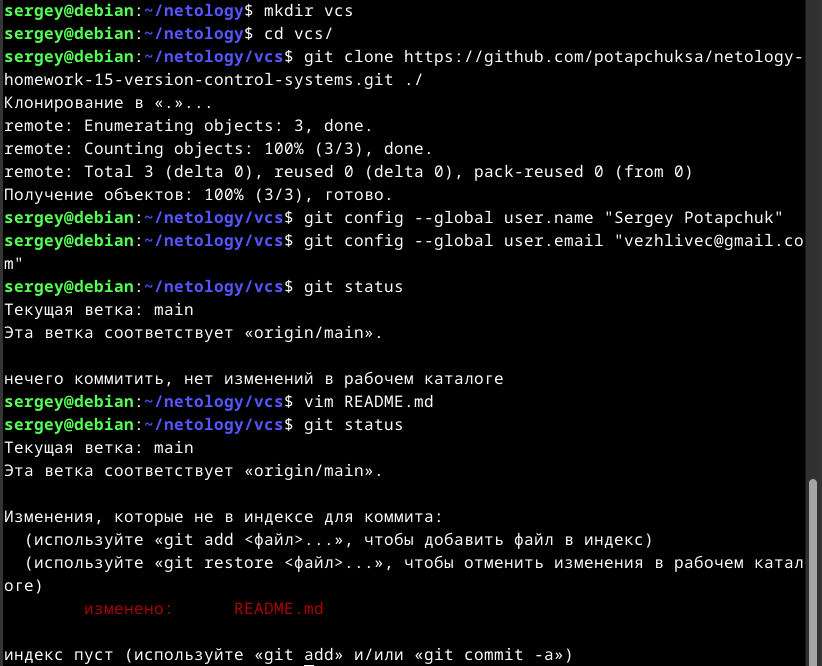 sergey@debian:~/netology$ mkdir vcs
sergey@debian:~/netology$ cd vcs/
sergey@debian:~/netology/vcs$ git clone https://github.com/potapchuksa/netology-
homework-15-version-control-systems.git ./
Клонирование в «.»...
remote: Enumerating objects: 3, done.
remote: Counting objects: 100% (3/3), done.
remote: Total 3 (delta 0), reused 0 (delta 0), pack-reused 0 (from 0)
Получение объектов: 100% (3/3), готово.
sergey@debian:~/netology/vcs$ git config --global user.name "Sergey Potapchuk"
sergey@debian:~/netology/vcs$ git config --global user.email "vezhlivec@gmail.co
m"
sergey@debian:~/netology/vcs$ git status
Текущая ветка: main
Эта ветка соответствует «origin/main».

нечего коммитить, нет изменений в рабочем каталоге
sergey@debian:~/netology/vcs$ vim README.md
sergey@debian:~/netology/vcs$ git status
Текущая ветка: main
Эта ветка соответствует «origin/main».

Изменения, которые не в индексе для коммита:
  (используйте «git add <файл>...», чтобы добавить файл в индекс)
  (используйте «git restore <файл>...», чтобы отменить изменения в рабочем катал
оге)
        изменено:      README.md

индекс пуст (используйте «git add» и/или «git commit -a»)